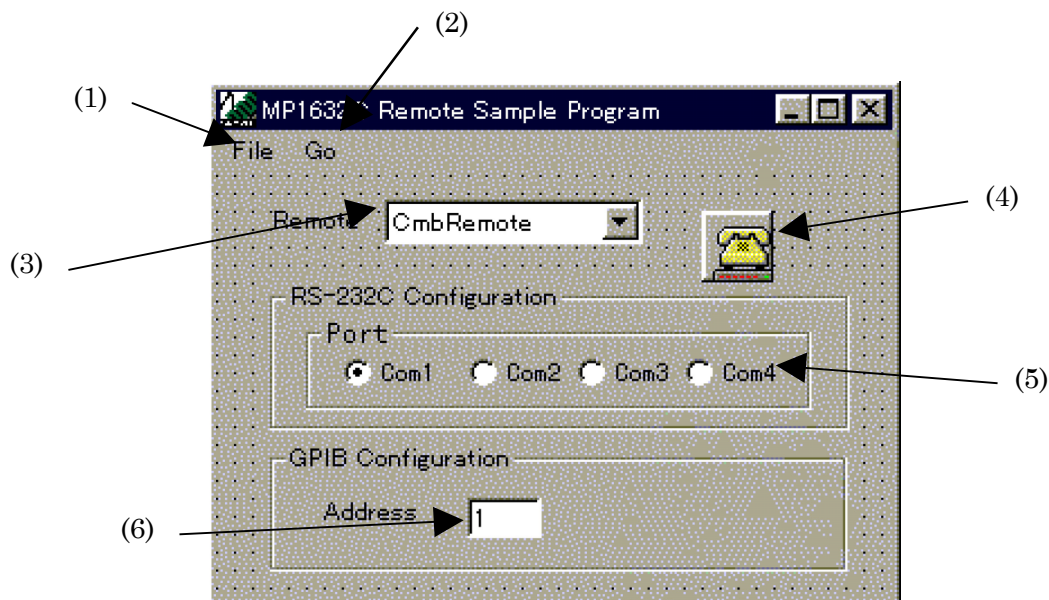 (2)
(1)
MP1632C Remote Sample Program
File Go
(4)
Remote CmbRemote
(3)
RS-232C Configuration
Port
Com1 Com2 Com3 Com4
(5)
GPIB Configuration
Address 1
(6)